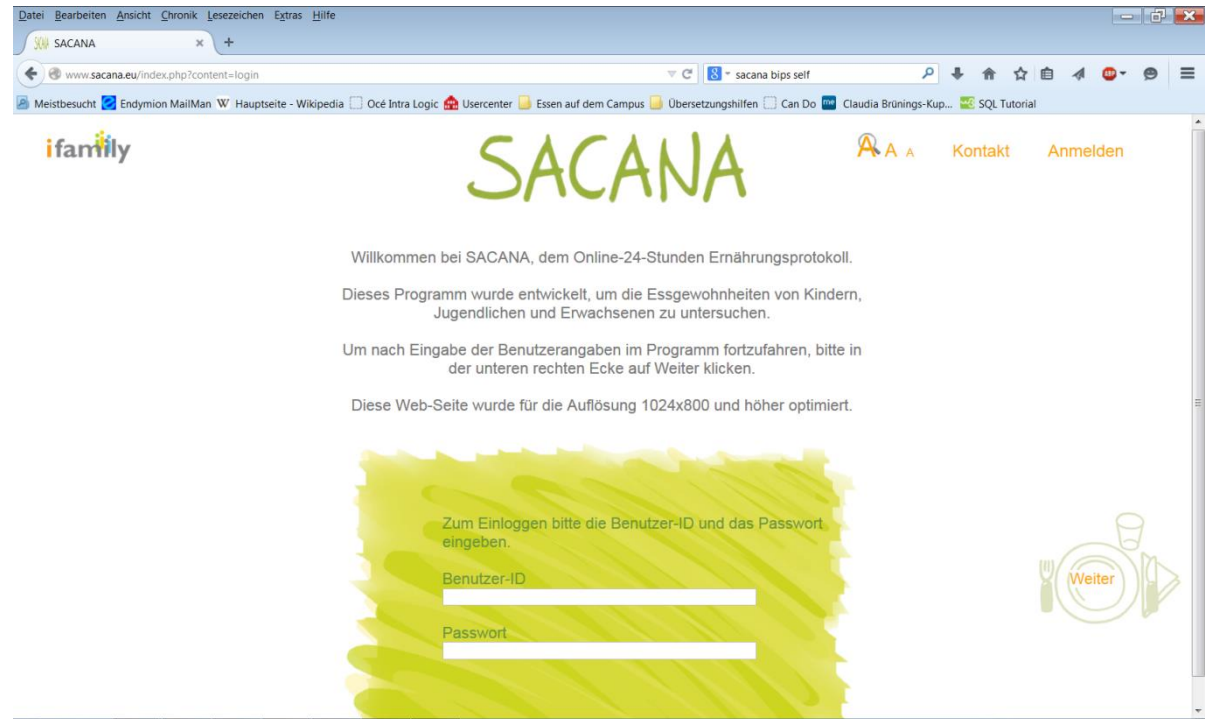 Datei Bearbeiten Ansicht Chronik Lesezeichen Extras Hilfe
SACANA
www.sacana.eu/index.php?content=login
sacana bips self
Meistbesucht Endymion MailMan W Hauptseite - Wikipedia Océ Intra Logic Usercenter Essen auf dem Campus Übersetzungshilfen Can Do me Claudia Brünings-Kup... SQL Tutorial
ifamily
SACANA
A A A Kontakt Anmelden
Willkommen bei SACANA, dem Online-24-Stunden Ernährungsprotokoll.
Dieses Programm wurde entwickelt, um die Essgewohnheiten von Kindern,
Jugendlichen und Erwachsenen zu untersuchen.
Um nach Eingabe der Benutzerangaben im Programm fortzufahren, bitte in
der unteren rechten Ecke auf Weiter klicken.
Diese Web-Seite wurde für die Auflösung 1024x800 und höher optimiert.
Zum Einloggen bitte die Benutzer-ID und das Passwort
eingeben.
Benutzer-ID
Weiter
Passwort